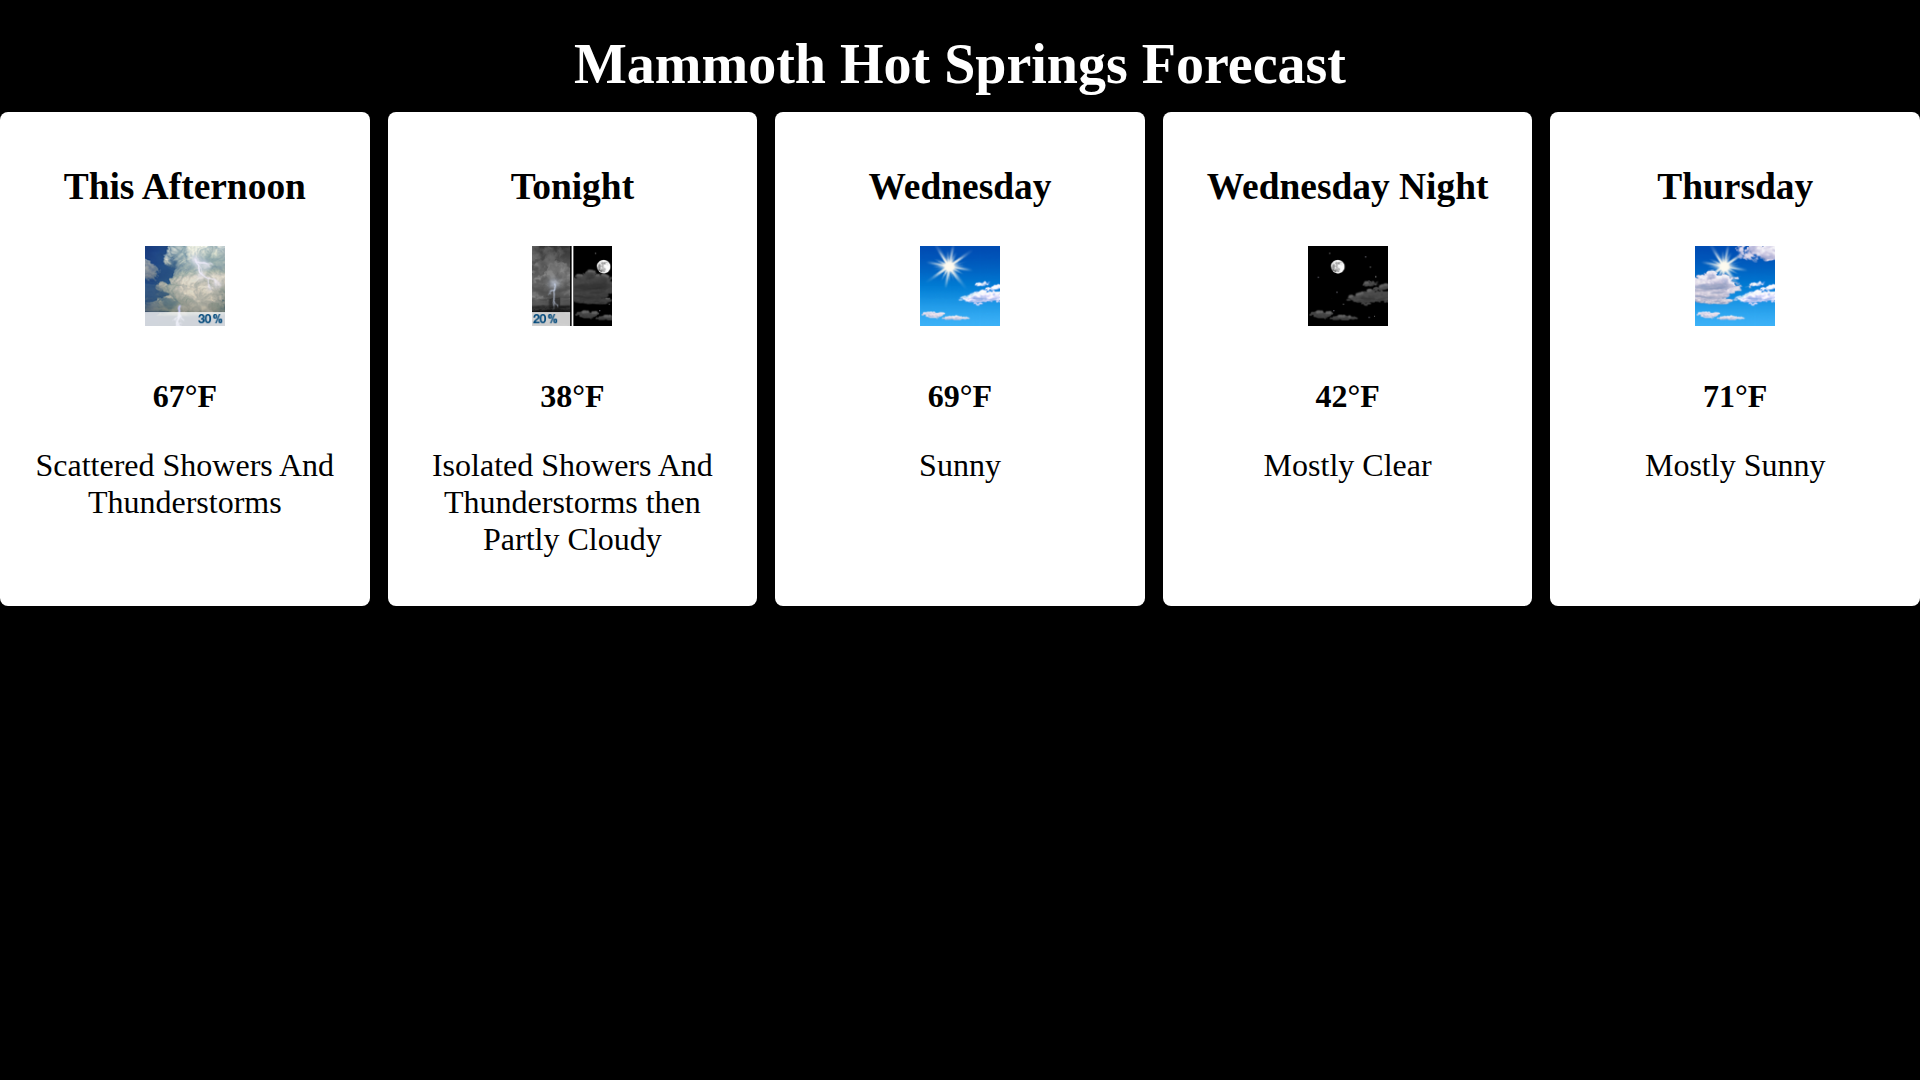 Mammoth Hot Springs Forecast
This Afternoon
30%
67°F
Scattered Showers And
Thunderstorms
Tonight
20%
38°F
Isolated Showers And
Thunderstorms then
Partly Cloudy
Wednesday
69°F
Sunny
Wednesday Night
42°F
Mostly Clear
Thursday
71°F
Mostly Sunny